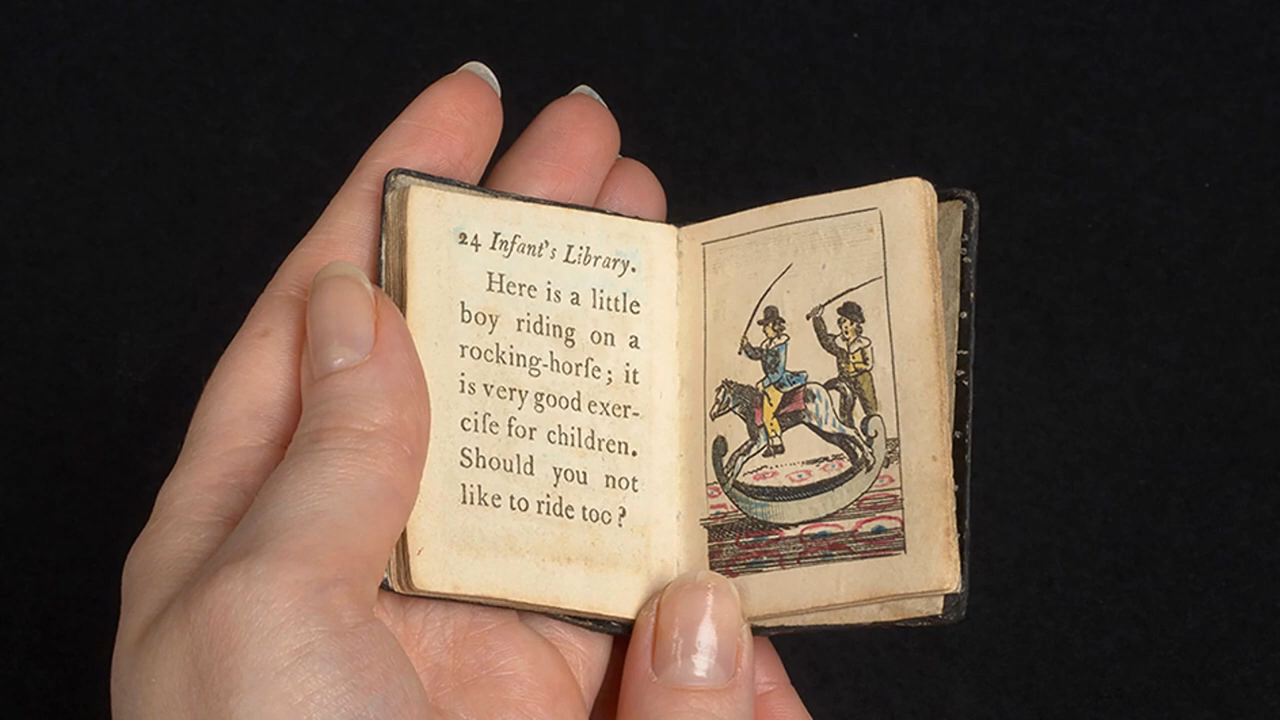 24 Infant's Library.
Here is a little
boy riding on a
rocking-horſe; it
is very good exer-
ciſe for children.
Should you not
like to ride too?